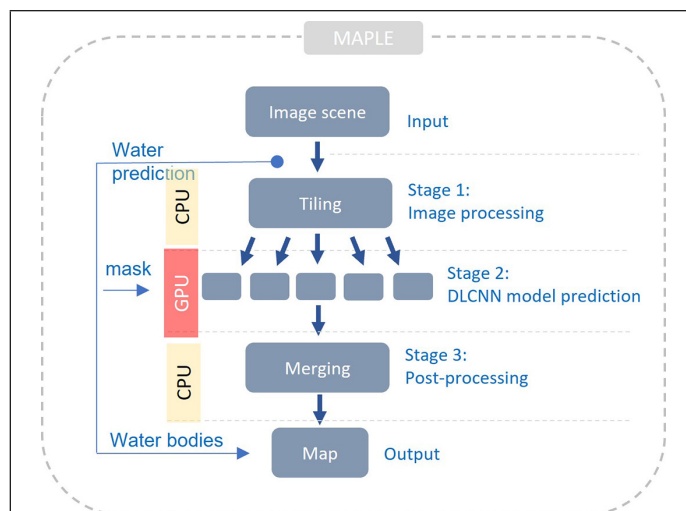 MAPLE
Image scene
Input
Water
prediction
CPU
Tiling
Stage 1:
Image processing
mask
GPU
Stage 2:
DLCNN model prediction
CPU
Merging
Stage 3:
Post-processing
Water bodies
Map
Output